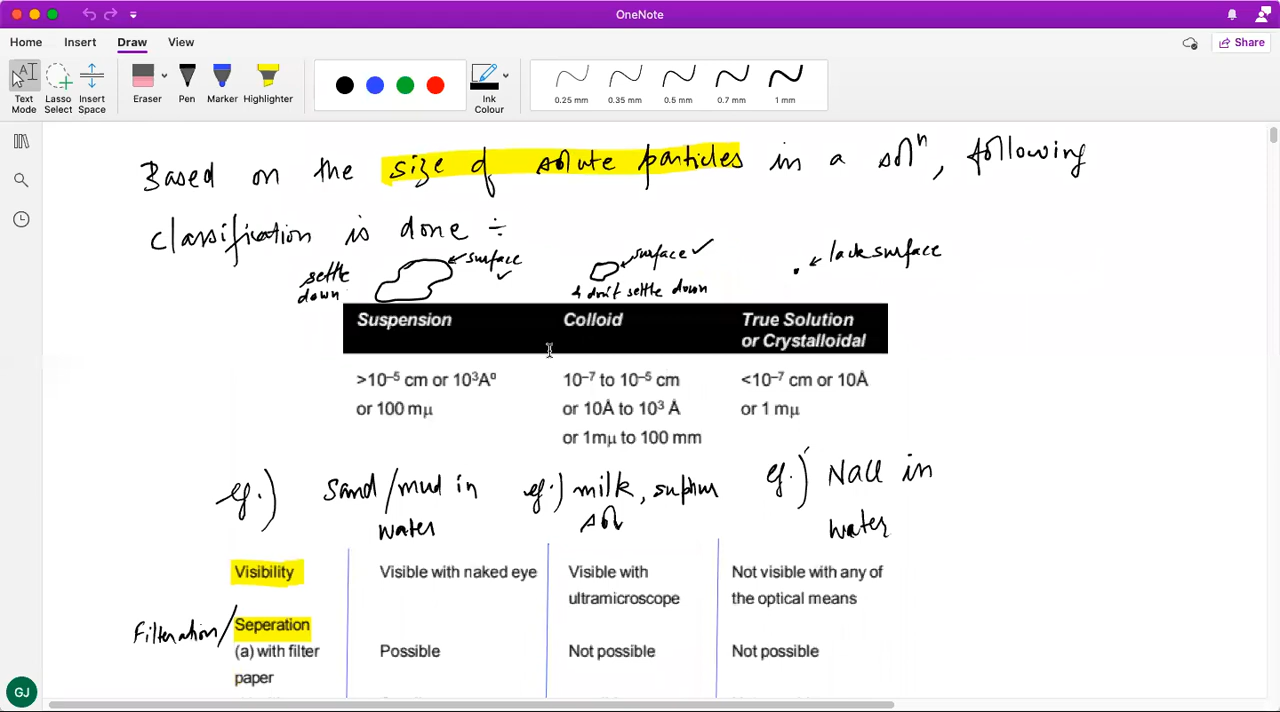 OneNote
Home Insert Draw View
Share
Text Mode
Lasso Select
Insert Space
Eraser
Pen
Marker
Highlighter
Ink Colour
0.25 mm
0.35 mm
0.5 mm
0.7 mm
1 mm
Based on the size of solute particles in a solⁿ, following
classification is done ÷
settle down
surface ✓
surface ✓
& don't settle down
lack surface
Suspension Colloid True Solution
or Crystalloidal
>10⁻⁵ cm or 10³Aº 10⁻⁷ to 10⁻⁵ cm <10⁻⁷ cm or 10Å
or 100 mμ or 10Å to 10³ Å or 1 mμ
or 1mμ to 100 mm
eg.) Sand/mud in water
eg.) milk, sulphur sol
eg.) NaCl in water
Visibility Visible with naked eye Visible with Not visible with any of
ultramicroscope the optical means
Filteration/ Seperation
(a) with filter Possible Not possible Not possible
paper
GJ